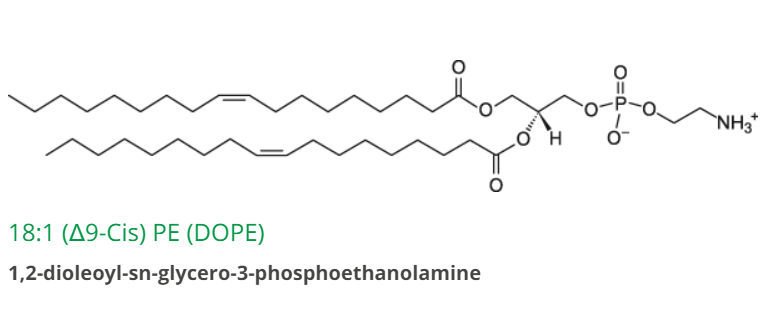 O
O
O
O
P
O
O⁻
NH₃⁺
O
H
O
18:1 (Δ9-Cis) PE (DOPE)
1,2-dioleoyl-sn-glycero-3-phosphoethanolamine